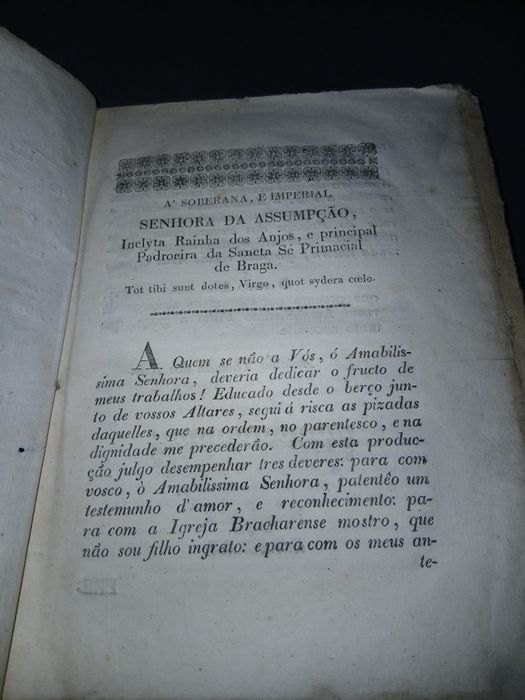 A' SOBERANA, E IMPERIAL
SENHORA DA ASSUMPÇÃO,
Inclyta Rainha dos Anjos, e principal
Padroeira da Sancta Sé Primacial
de Braga.
Tot tibi sunt dotes, Virgo, quot sydera cœlo.
A Quem se não a Vós, ó Amabilis-
sima Senhora, deveria dedicar o fructo de
meus trabalhos! Educado desde o berço jun-
to de vossos Altares, segui á risca as pizadas
daquelles, que na ordem, no parentesco, e na
dignidade me precederão. Com esta produc-
ção julgo desempenhar tres deveres: para com
vosco, ò Amabilissima Senhora, patentêo um
testemunho d'amor, e reconhecimento: pa-
ra com a Igreja Bracharense mostro, que
não sou filho ingrato: e para com os meus an-
te-